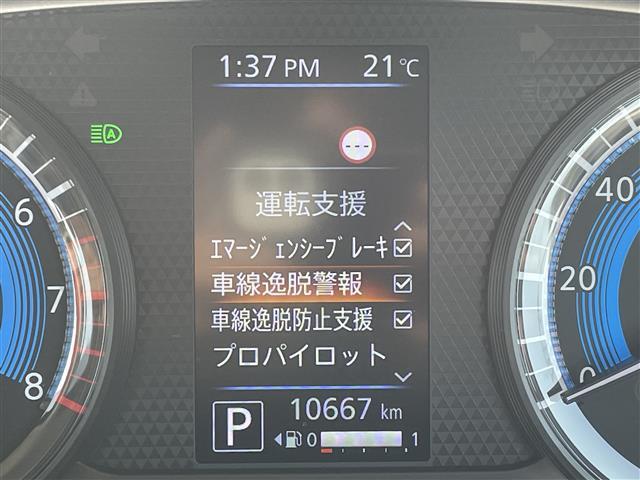 1:37 PM 21℃
---
運転支援
エマージェンシーブレーキ
車線逸脱警報
車線逸脱防止支援
プロパイロット
P 10667 km
0 1
A
6
7
8
40
20
0